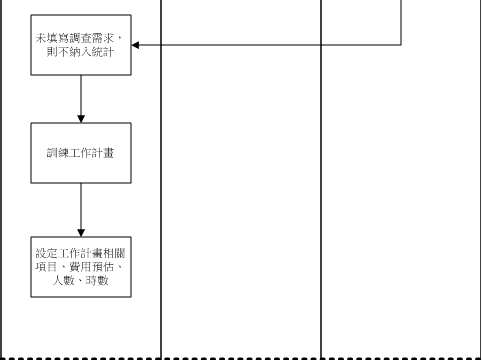 未填寫調查需求，
則不納入統計
訓練工作計畫
設定工作計畫相關
項目、費用預估、
人數、時數